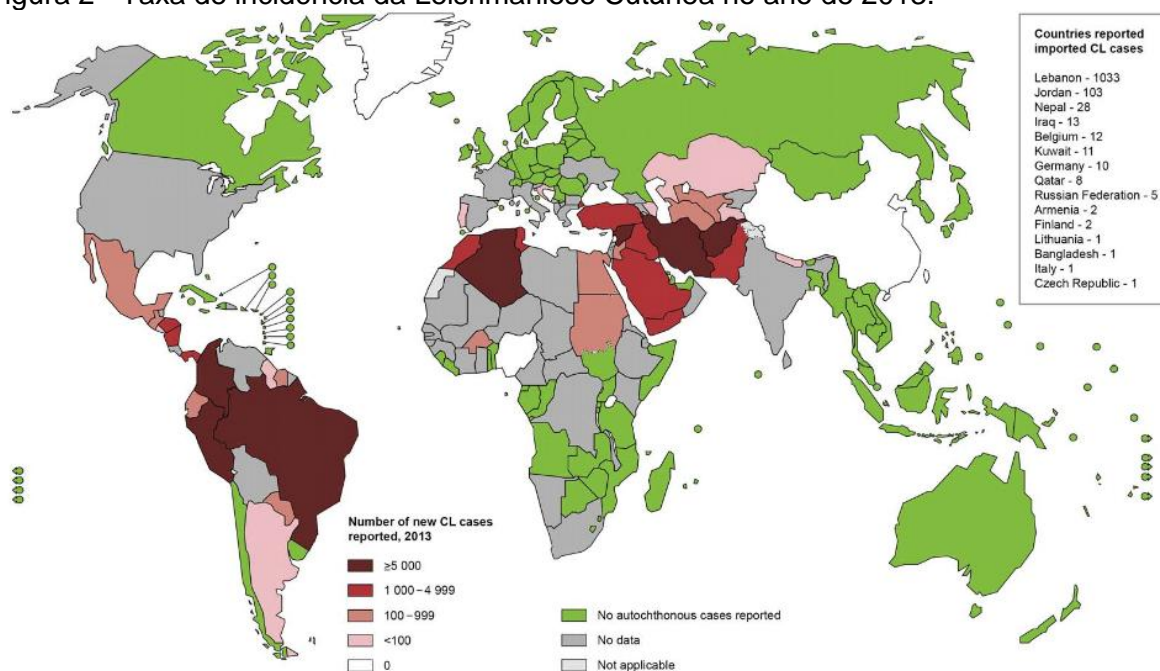 igura 2 - Taxa de incidência da Leishmaniose Cutânea no ano de 2013.
Countries reported
imported CL cases
Lebanon - 1033
Jordan - 103
Nepal - 28
Iraq - 13
Belgium - 12
Kuwait - 11
Germany - 10
Qatar - 8
Russian Federation - 5
Armenia - 2
Finland - 2
Lithuania - 1
Bangladesh - 1
Italy - 1
Czech Republic - 1
Number of new CL cases
reported, 2013
≥5 000
1 000–4 999
100–999
<100
0
No autochthonous cases reported
No data
Not applicable